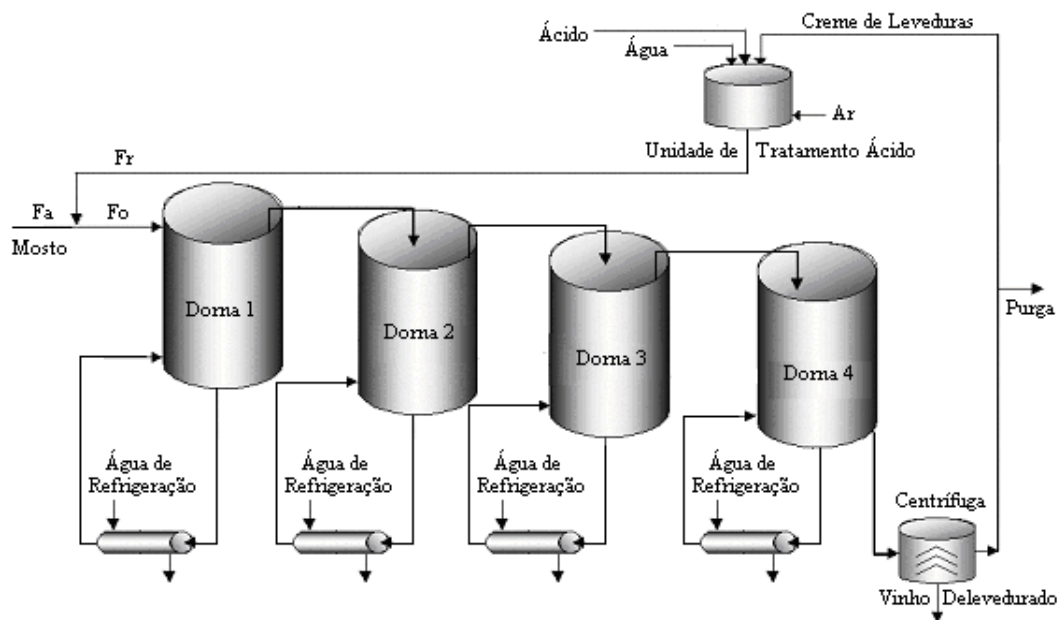 Creme de Leveduras
Ácido
Água
Ar
Unidade de Tratamento Ácido
Fr
Fa
Fo
Mosto
Dorna 1
Dorna 2
Dorna 3
Dorna 4
Purga
Água de
Refrigeração
Água de
Refrigeração
Água de
Refrigeração
Água de
Refrigeração
Centrífuga
Vinho Delevedurado